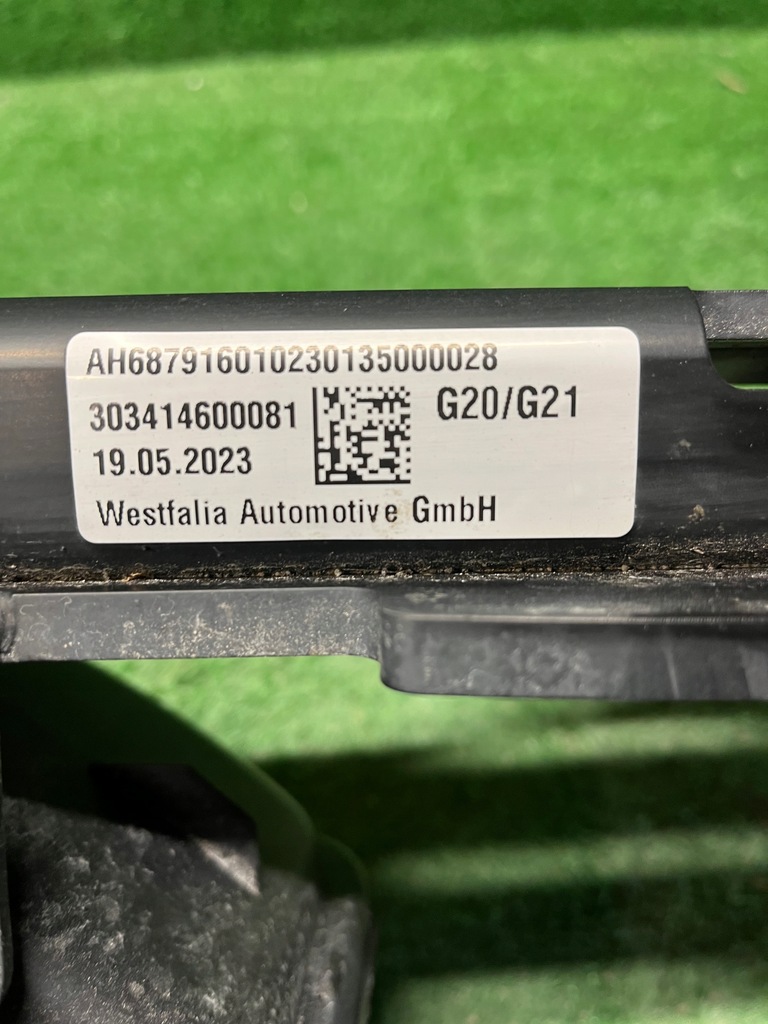 AH687916010230135000028
303414600081
G20/G21
19.05.2023
Westfalia Automotive GmbH